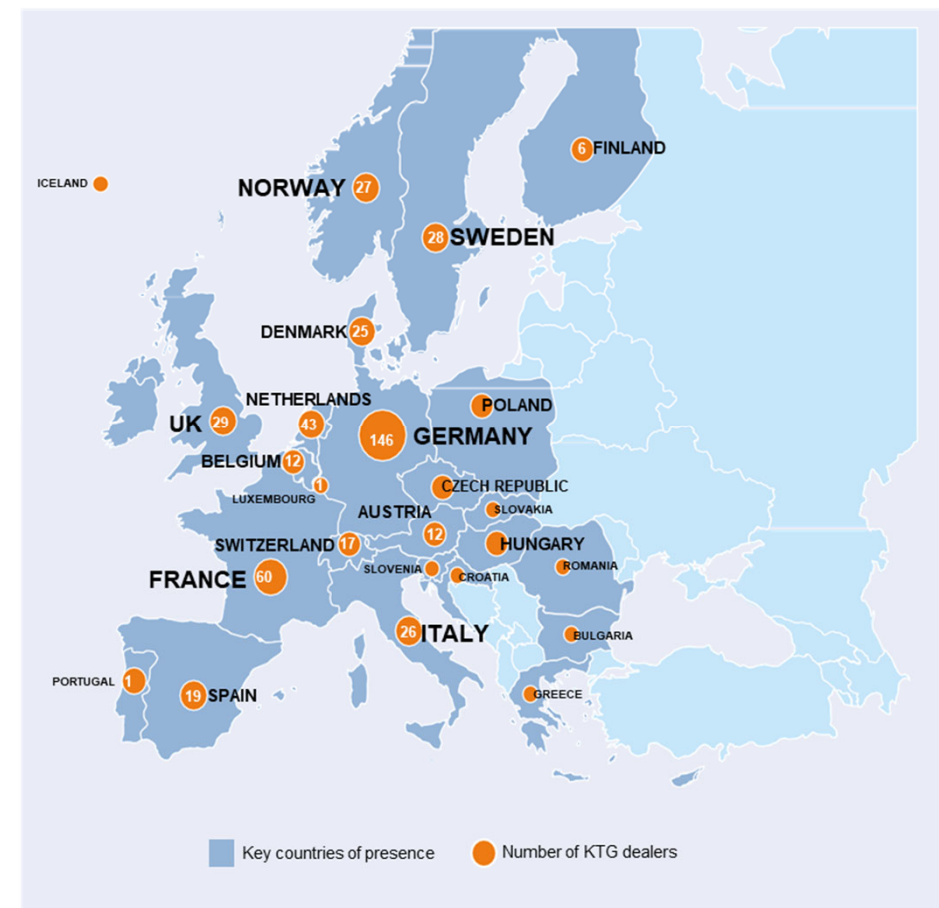 6 FINLAND
ICELAND
NORWAY 27
28 SWEDEN
DENMARK 25
NETHERLANDS
43
POLAND
UK 29
146 GERMANY
BELGIUM 12
1
LUXEMBOURG
CZECH REPUBLIC
AUSTRIA
12
SLOVAKIA
SWITZERLAND 17
HUNGARY
SLOVENIA
CROATIA
ROMANIA
FRANCE 60
26 ITALY
BULGARIA
PORTUGAL 1
19 SPAIN
GREECE
Key countries of presence
Number of KTG dealers